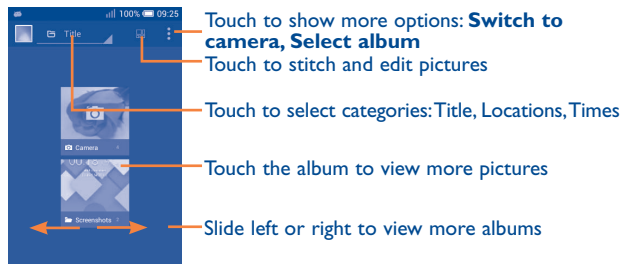 100% 09:25
Title
Touch to show more options: Switch to
camera, Select album
Touch to stitch and edit pictures
Touch to select categories: Title, Locations, Times
Camera
Touch the album to view more pictures
Screenshots
Slide left or right to view more albums